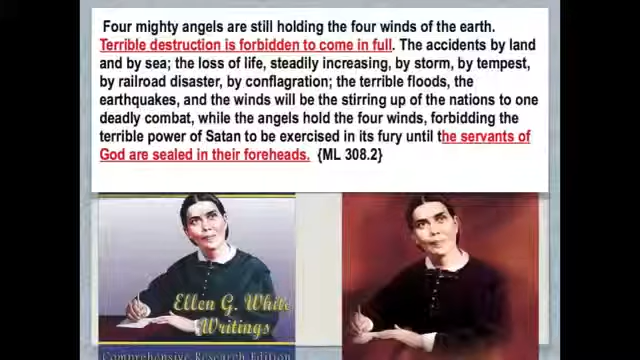 Four mighty angels are still holding the four winds of the earth.
Terrible destruction is forbidden to come in full. The accidents by land
and by sea; the loss of life, steadily increasing, by storm, by tempest,
by railroad disaster, by conflagration; the terrible floods, the
earthquakes, and the winds will be the stirring up of the nations to one
deadly combat, while the angels hold the four winds, forbidding the
terrible power of Satan to be exercised in its fury until the servants of
God are sealed in their foreheads. {ML 308.2}
Ellen G. White
Writings
Comprehensive Research Edition